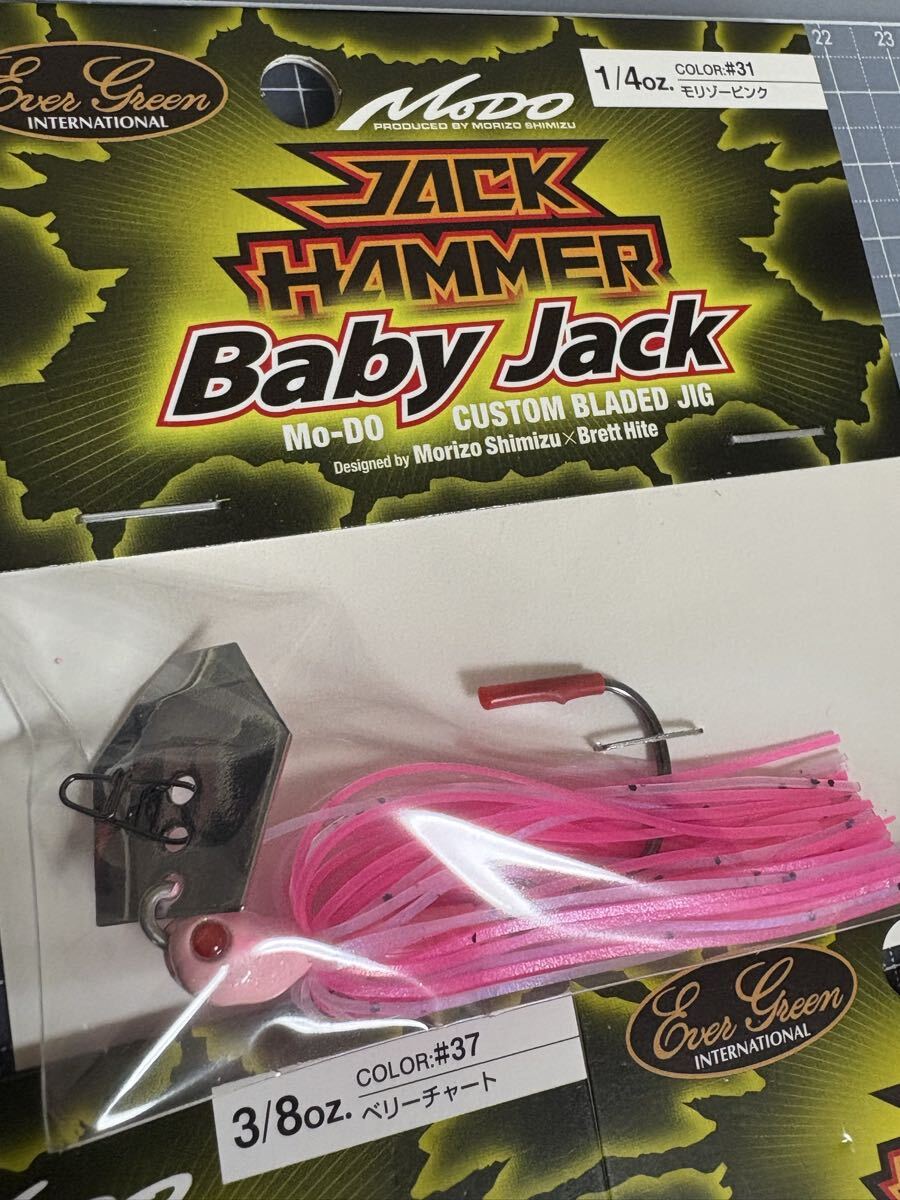 22 23
Ever Green
INTERNATIONAL
MoDO
PRODUCED BY MORIZO SHIMIZU
1/4oz. COLOR:#31
モリゾーピンク
JACK
HAMMER
Baby Jack
Mo-DO CUSTOM BLADED JIG
Designed by Morizo Shimizu×Brett Hite
Ever Green
INTERNATIONAL
3/8oz. COLOR:#37
ベリーチャート